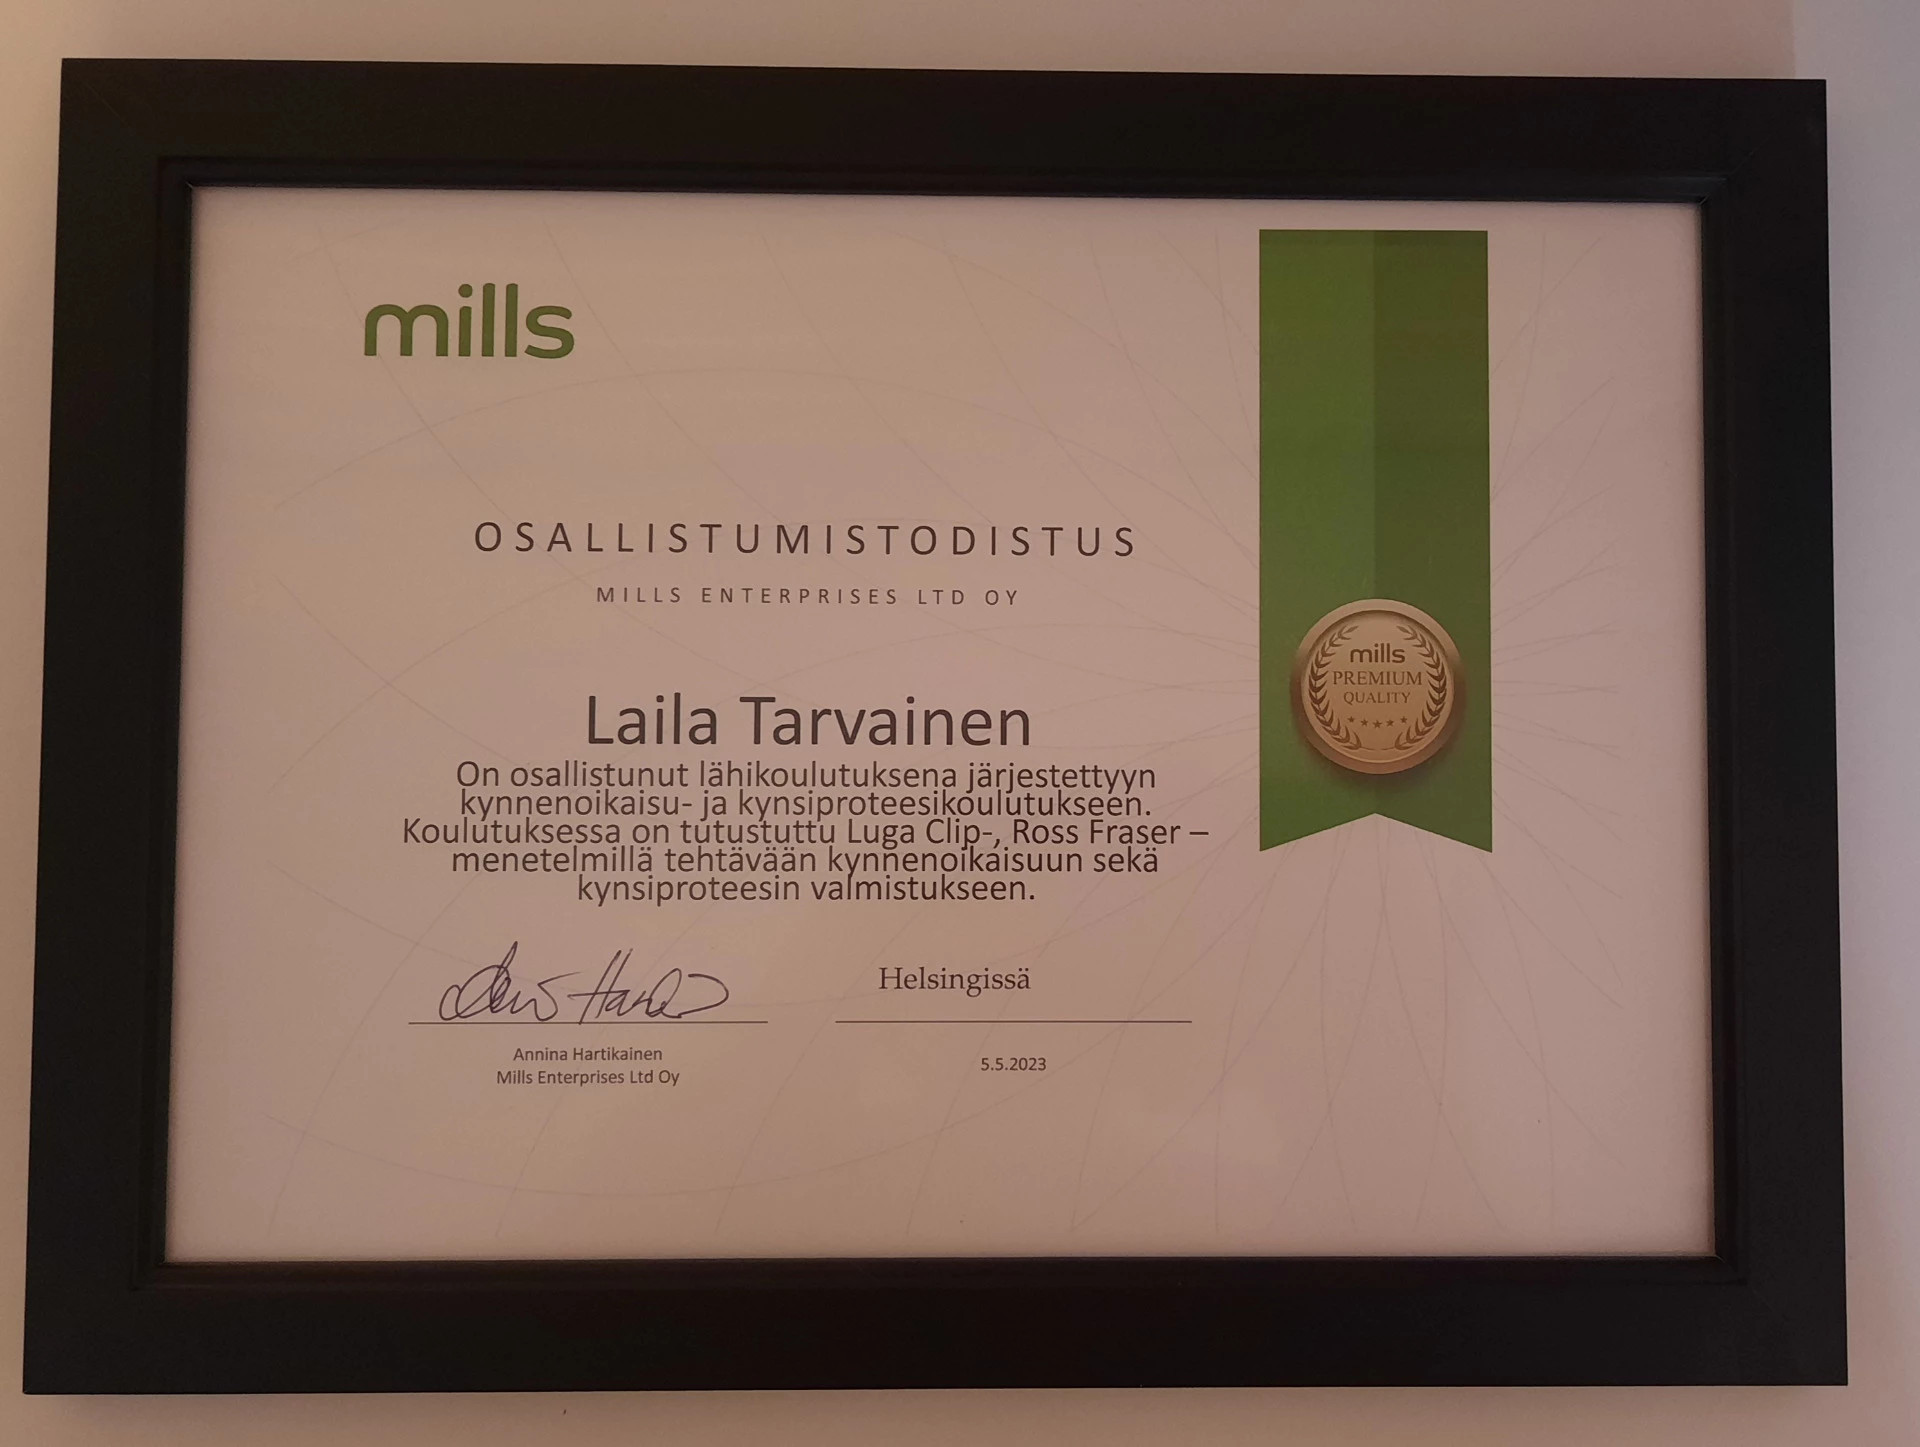 mills
OSALLISTUMISTODISTUS
MILLS ENTERPRISES LTD OY
Laila Tarvainen
On osallistunut lähikoulutuksena järjestettyyn
kynnenoikaisu- ja kynsiproteesikoulutukseen.
Koulutuksessa on tutustuttu Luga Clip-, Ross Fraser –
menetelmillä tehtävään kynnenoikaisuun sekä
kynsiproteesin valmistukseen.
Helsingissä
Annina Hartikainen
Mills Enterprises Ltd Oy
5.5.2023
mills
PREMIUM
QUALITY